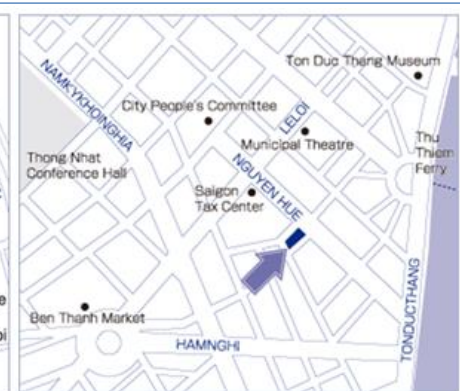 Ton Duc Thang Museum
NAMKYKHOINGHIA
City People's Committee
LELOI
Municipal Theatre
Thu
Thiem
Ferry
Thong Nhat
Conference Hall
NGUYEN HUE
Saigon
Tax Center
TONDUCTHANG
Ben Thanh Market
HAMNGHI